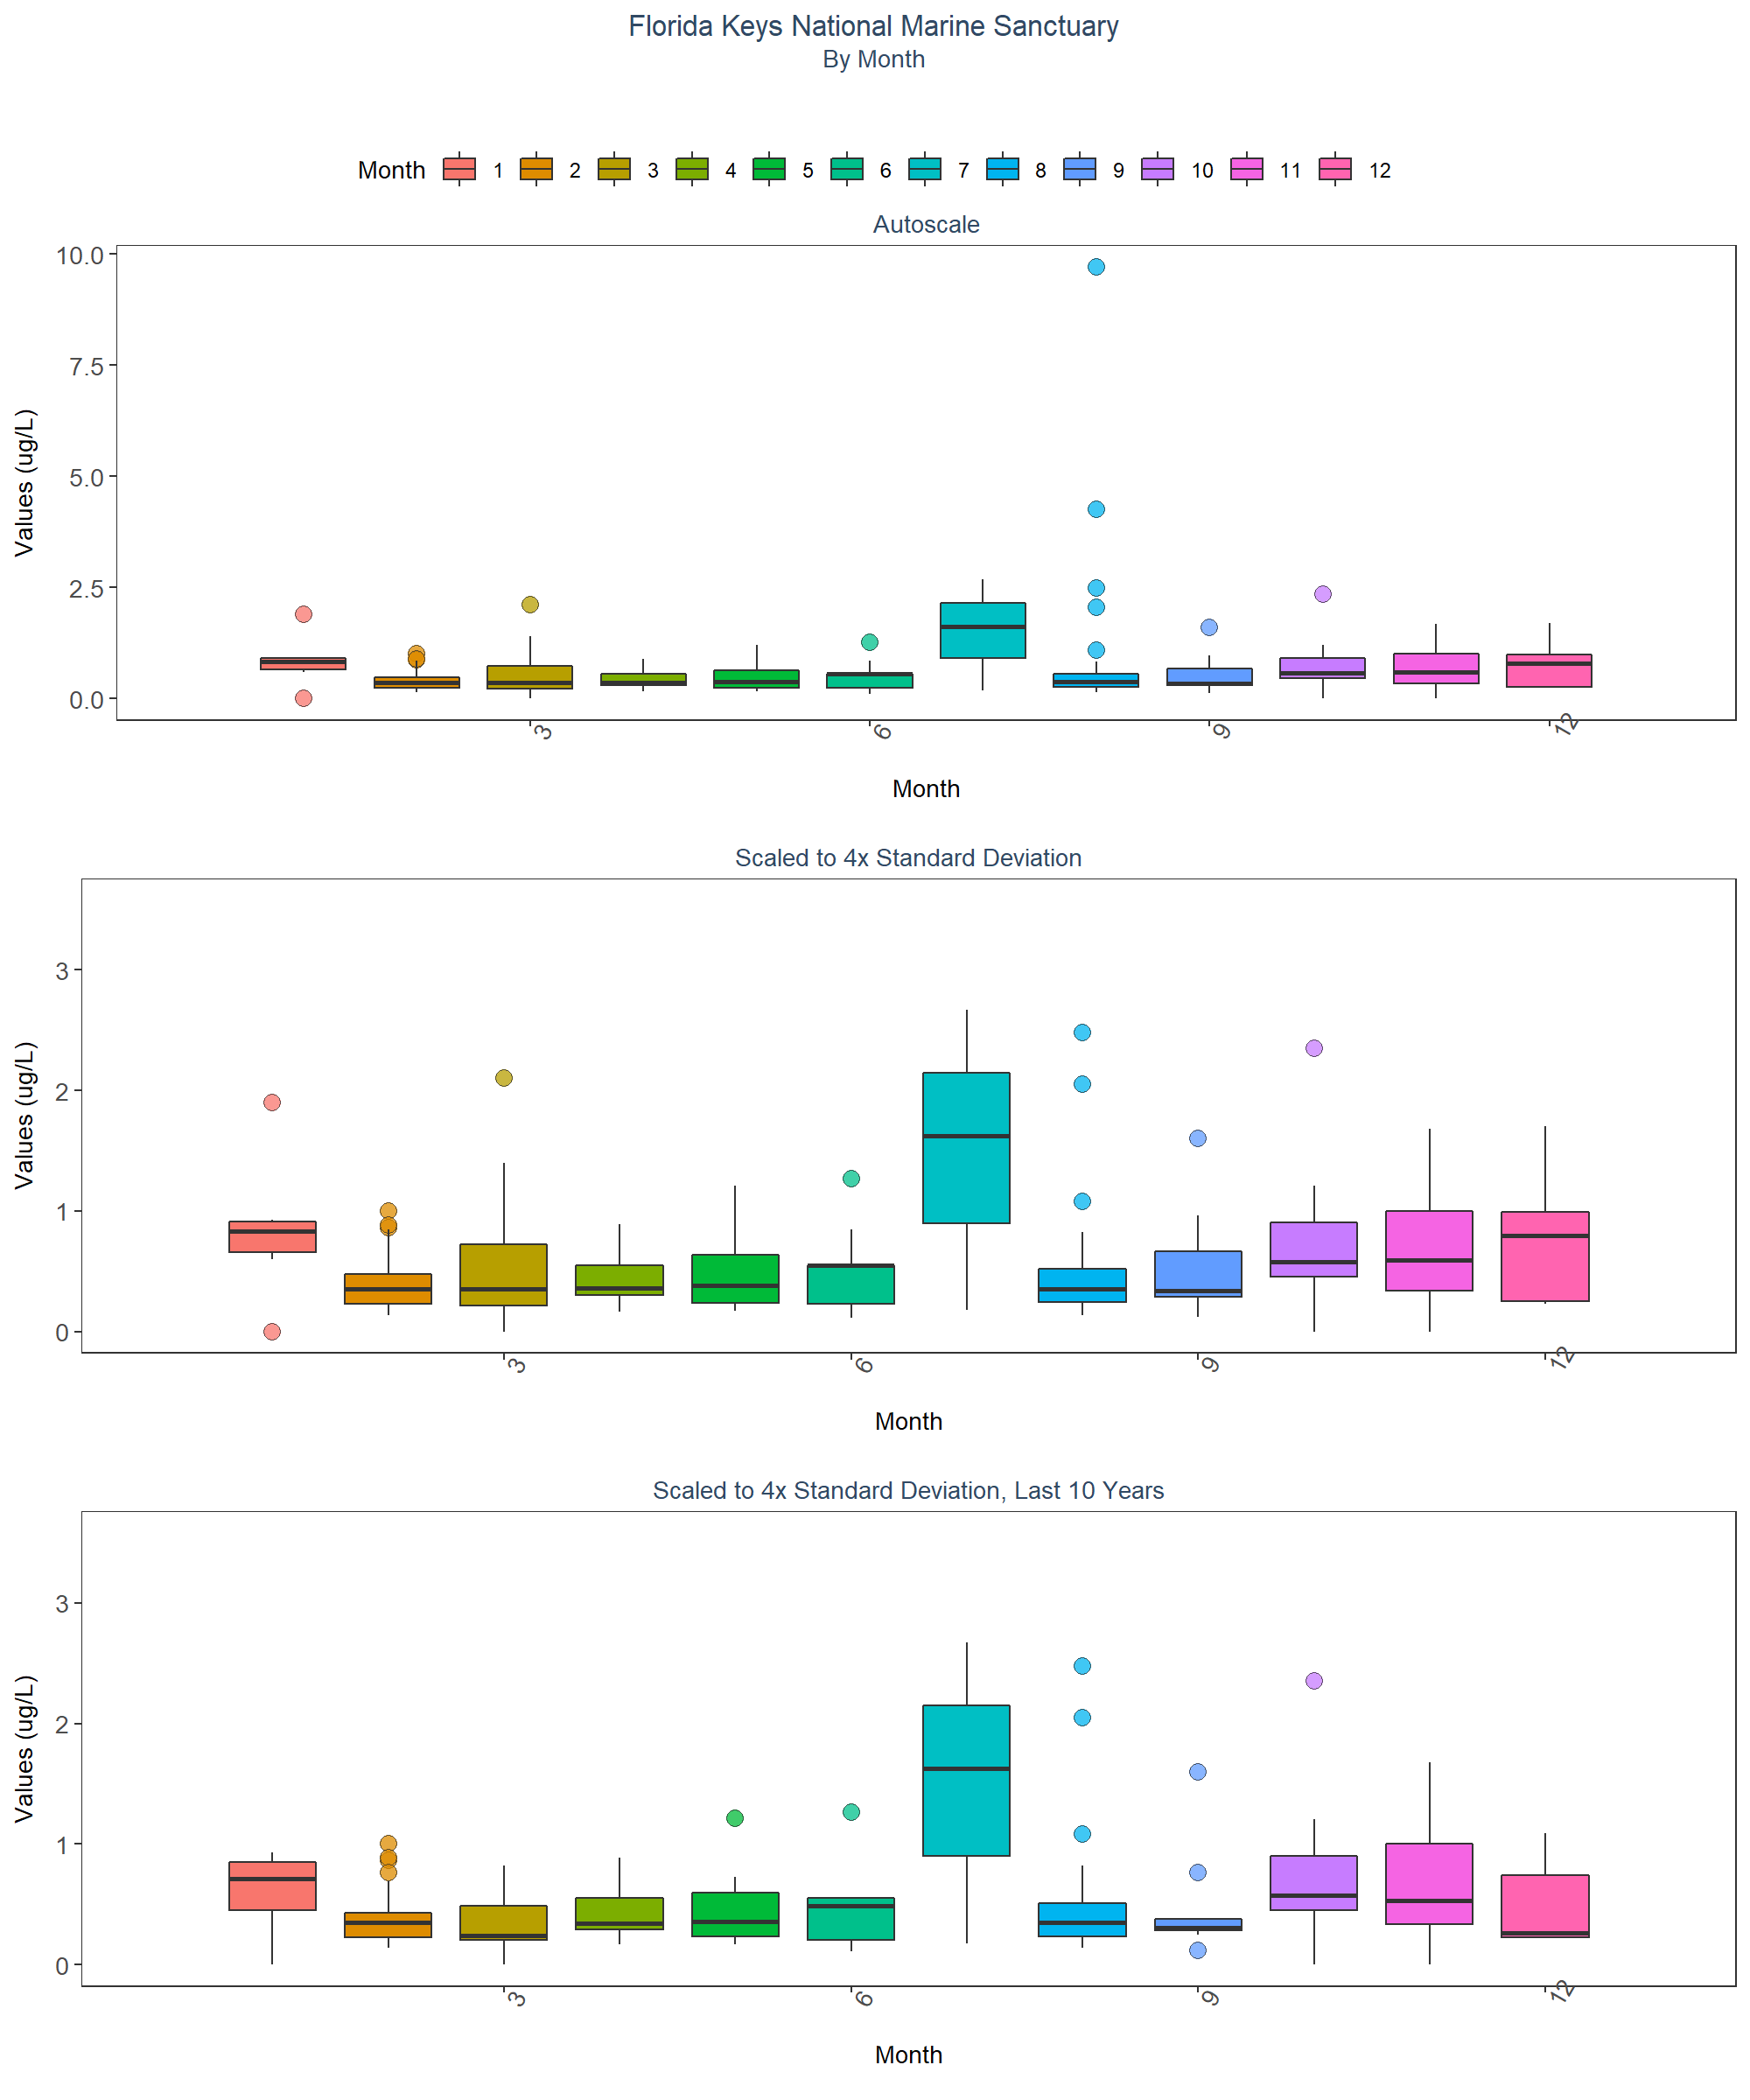 Florida Keys National Marine Sanctuary
By Month
Month 1 2 3 4 5 6 7 8 9 10 11 12
Autoscale
Values (ug/L)
10.0
7.5
5.0
2.5
0.0
3 6 9 12
Month
Scaled to 4x Standard Deviation
Values (ug/L)
3
2
1
0
3 6 9 12
Month
Scaled to 4x Standard Deviation, Last 10 Years
Values (ug/L)
3
2
1
0
3 6 9 12
Month